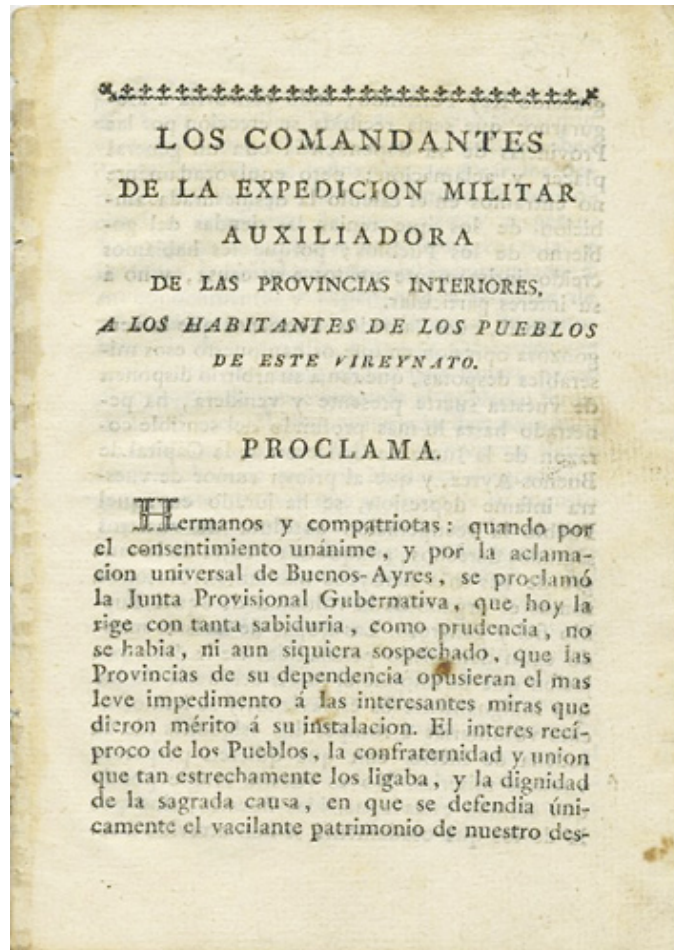 LOS COMANDANTES
DE LA EXPEDICION MILITAR
AUXILIADORA
DE LAS PROVINCIAS INTERIORES,
A LOS HABITANTES DE LOS PUEBLOS
DE ESTE VIREYNATO.
PROCLAMA.
Hermanos y compatriotas: quando por
el consentimiento unánime, y por la aclama-
cion universal de Buenos-Ayres, se proclamó
la Junta Provisional Gubernativa, que hoy la
rige con tanta sabiduria, como prudencia, no
se habia, ni aun siquiera sospechado, que las
Provincias de su dependencia opusieran el mas
leve impedimento á las interesantes miras que
dieron mérito á su instalacion. El interes recí-
proco de los Pueblos, la confraternidad y union
que tan estrechamente los ligaba, y la dignidad
de la sagrada causa, en que se defendia úni-
camente el vacilante patrimonio de nuestro des-